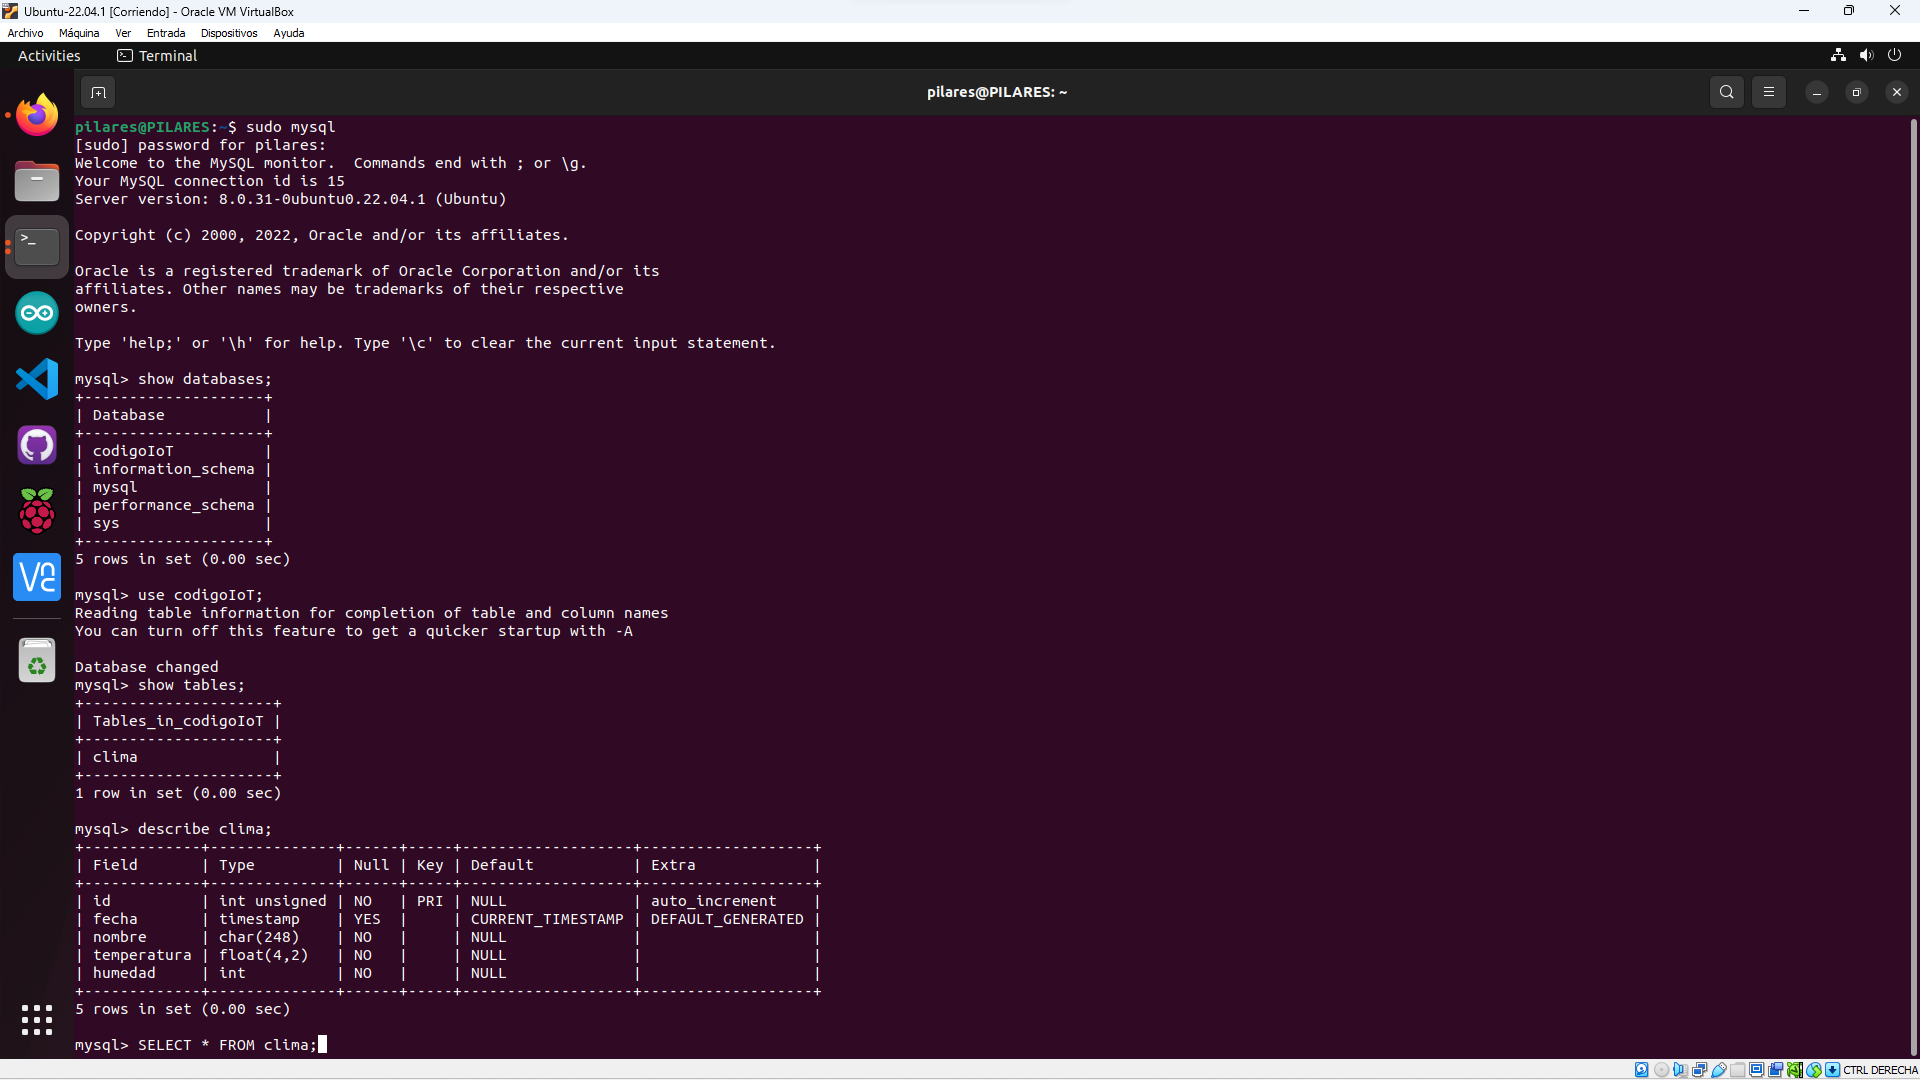 Ubuntu-22.04.1 [Corriendo] - Oracle VM VirtualBox
Archivo Máquina Ver Entrada Dispositivos Ayuda
Activities Terminal
pilares@PILARES: ~
pilares@PILARES:~$ sudo mysql
[sudo] password for pilares:
Welcome to the MySQL monitor.  Commands end with ; or \g.
Your MySQL connection id is 15
Server version: 8.0.31-0ubuntu0.22.04.1 (Ubuntu)
Copyright (c) 2000, 2022, Oracle and/or its affiliates.
Oracle is a registered trademark of Oracle Corporation and/or its
affiliates. Other names may be trademarks of their respective
owners.
Type 'help;' or '\h' for help. Type '\c' to clear the current input statement.
mysql> show databases;
+--------------------+
| Database           |
+--------------------+
| codigoIoT          |
| information_schema |
| mysql              |
| performance_schema |
| sys                |
+--------------------+
5 rows in set (0.00 sec)
mysql> use codigoIoT;
Reading table information for completion of table and column names
You can turn off this feature to get a quicker startup with -A
Database changed
mysql> show tables;
+---------------------+
| Tables_in_codigoIoT |
+---------------------+
| clima               |
+---------------------+
1 row in set (0.00 sec)
mysql> describe clima;
+-------------+--------------+------+-----+-------------------+-------------------+
| Field       | Type         | Null | Key | Default           | Extra             |
+-------------+--------------+------+-----+-------------------+-------------------+
| id          | int unsigned | NO   | PRI | NULL              | auto_increment    |
| fecha       | timestamp    | YES  |     | CURRENT_TIMESTAMP | DEFAULT_GENERATED |
| nombre      | char(248)    | NO   |     | NULL              |                   |
| temperatura | float(4,2)   | NO   |     | NULL              |                   |
| humedad     | int          | NO   |     | NULL              |                   |
+-------------+--------------+------+-----+-------------------+-------------------+
5 rows in set (0.00 sec)
mysql> SELECT * FROM clima;
CTRL DERECHA